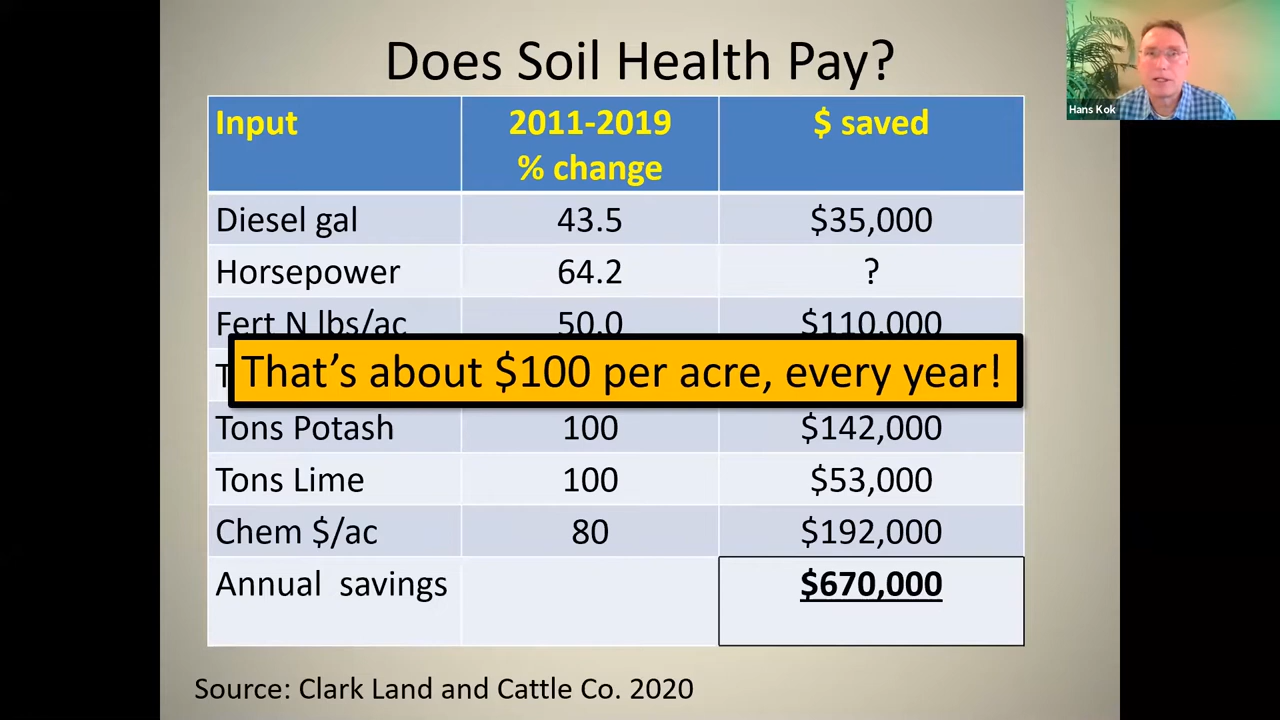 Does Soil Health Pay?
Hans Kok
Input 2011-2019 % change $ saved
Diesel gal 43.5 $35,000
Horsepower 64.2 ?
Fert N lbs/ac 50.0 $110,000
That's about $100 per acre, every year!
Tons Potash 100 $142,000
Tons Lime 100 $53,000
Chem $/ac 80 $192,000
Annual savings $670,000
Source: Clark Land and Cattle Co. 2020